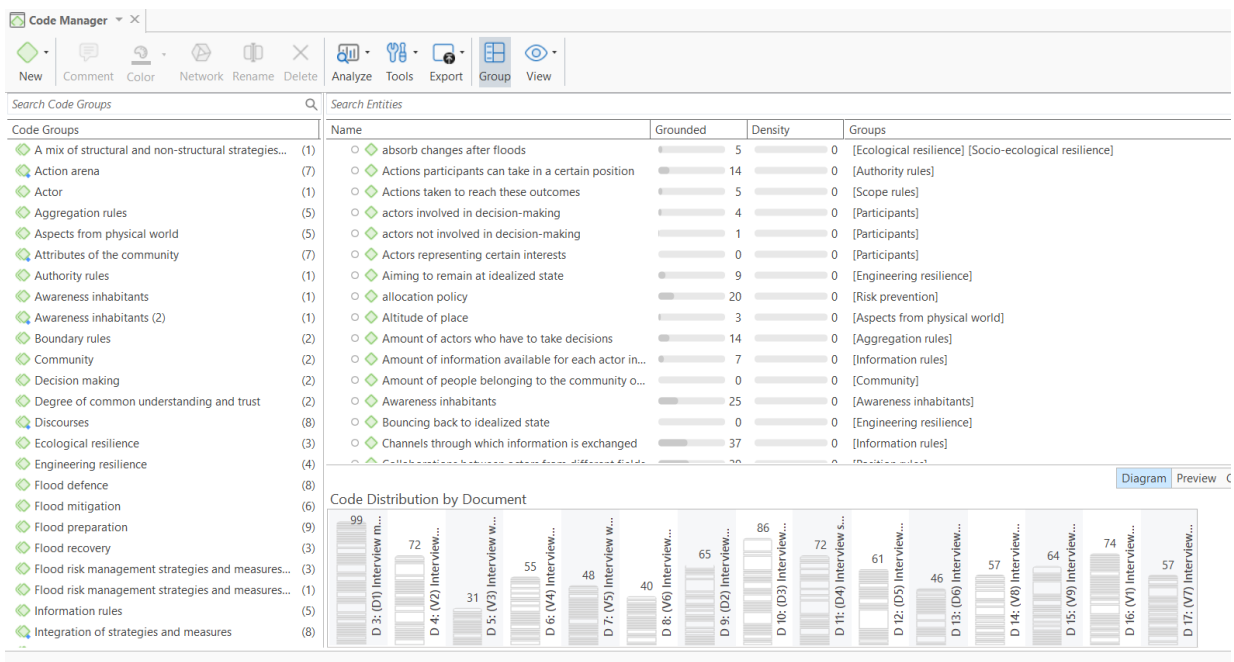 Code Manager
New Comment Color Network Rename Delete Analyze Tools Export Group View
Search Code Groups
Code Groups
A mix of structural and non-structural strategies... (1)
Action arena (7)
Actor (1)
Aggregation rules (5)
Aspects from physical world (5)
Attributes of the community (7)
Authority rules (1)
Awareness inhabitants (1)
Awareness inhabitants (2) (1)
Boundary rules (2)
Community (2)
Decision making (2)
Degree of common understanding and trust (2)
Discourses (8)
Ecological resilience (3)
Engineering resilience (4)
Flood defence (8)
Flood mitigation (6)
Flood preparation (9)
Flood recovery (3)
Flood risk management strategies and measures... (3)
Flood risk management strategies and measures... (1)
Information rules (5)
Integration of strategies and measures (8)
Search Entities
Name Grounded Density Groups
absorb changes after floods 5 0 [Ecological resilience] [Socio-ecological resilience]
Actions participants can take in a certain position 14 0 [Authority rules]
Actions taken to reach these outcomes 5 0 [Scope rules]
actors involved in decision-making 4 0 [Participants]
actors not involved in decision-making 1 0 [Participants]
Actors representing certain interests 0 0 [Participants]
Aiming to remain at idealized state 9 0 [Engineering resilience]
allocation policy 20 0 [Risk prevention]
Altitude of place 3 0 [Aspects from physical world]
Amount of actors who have to take decisions 14 0 [Aggregation rules]
Amount of information available for each actor in... 7 0 [Information rules]
Amount of people belonging to the community o... 0 0 [Community]
Awareness inhabitants 25 0 [Awareness inhabitants]
Bouncing back to idealized state 0 0 [Engineering resilience]
Channels through which information is exchanged 37 0 [Information rules]
Diagram Preview
Code Distribution by Document
99 D 3: (D1) Interview m...
72 D 4: (V2) Interview...
31 D 5: (V3) Interview w...
55 D 6: (V4) Interview...
48 D 7: (V5) Interview w...
40 D 8: (V6) Interview...
65 D 9: (D2) Interview...
86 D 10: (D3) Interview...
72 D 11: (D4) Interview s...
61 D 12: (D5) Interview...
46 D 13: (D6) Interview...
57 D 14: (V8) Interview...
64 D 15: (V9) Interview...
74 D 16: (V1) Interview...
57 D 17: (V7) Interview...